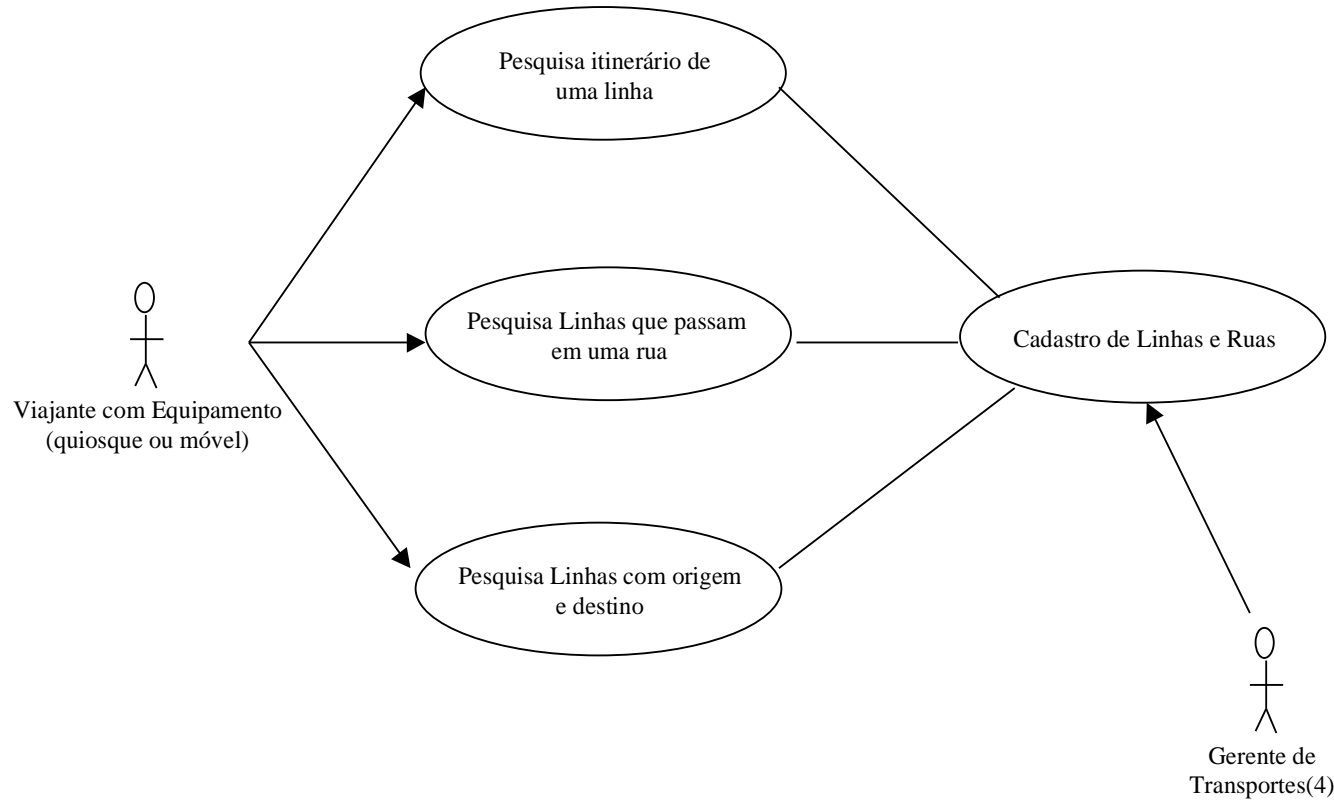 Pesquisa itinerário de
uma linha
Pesquisa Linhas que passam
em uma rua
Cadastro de Linhas e Ruas
Viajante com Equipamento
(quiosque ou móvel)
Pesquisa Linhas com origem
e destino
Gerente de
Transportes(4)